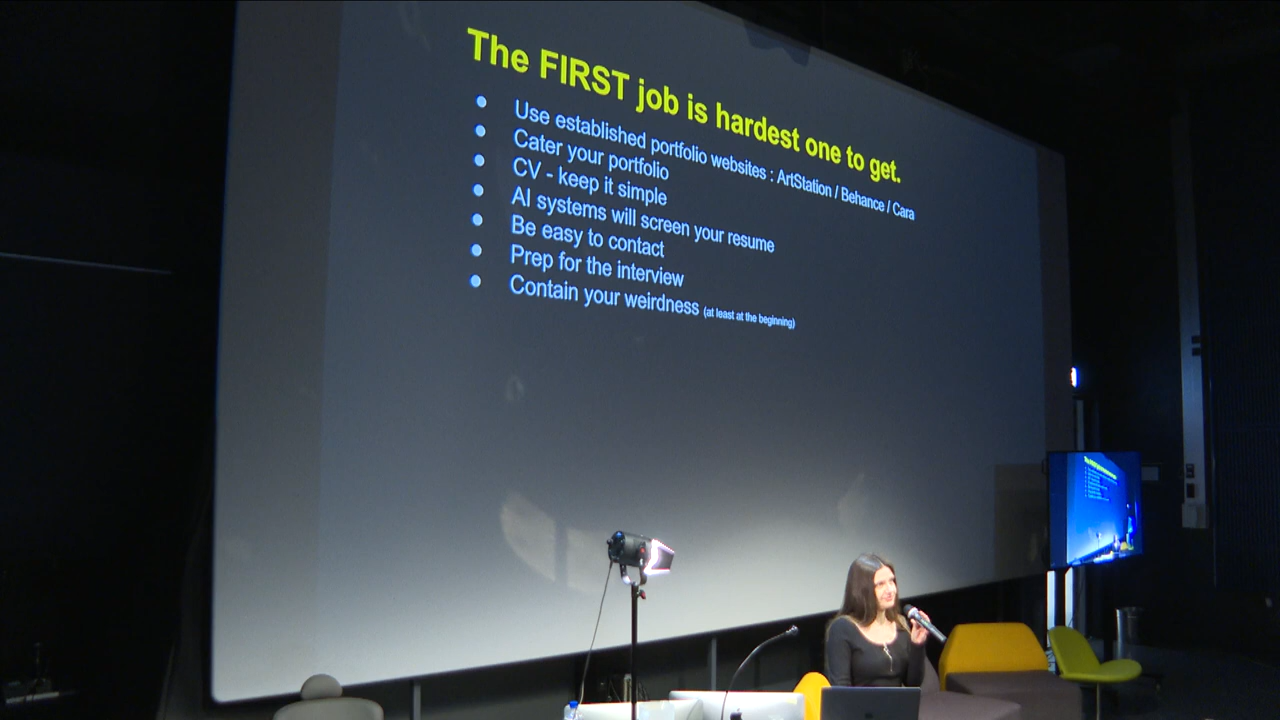 The FIRST job is hardest one to get.
Use established portfolio websites : ArtStation / Behance / Cara
Cater your portfolio
CV - keep it simple
AI systems will screen your resume
Be easy to contact
Prep for the interview
Contain your weirdness (at least at the beginning)